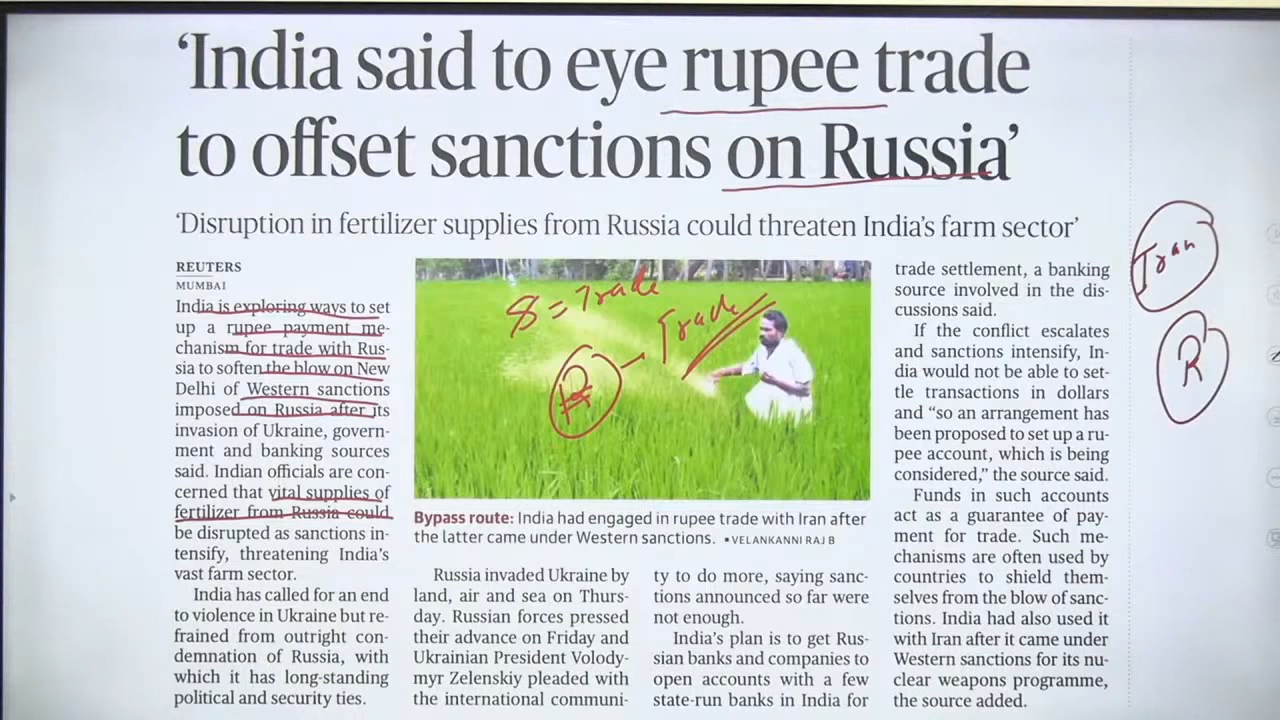 ‘India said to eye rupee trade
to offset sanctions on Russia’
‘Disruption in fertilizer supplies from Russia could threaten India’s farm sector’
REUTERS
MUMBAI
India is exploring ways to set
up a rupee payment me-
chanism for trade with Rus-
sia to soften the blow on New
Delhi of Western sanctions
imposed on Russia after its
invasion of Ukraine, govern-
ment and banking sources
said. Indian officials are con-
cerned that vital supplies of
fertilizer from Russia could
be disrupted as sanctions in-
tensify, threatening India’s
vast farm sector.
India has called for an end
to violence in Ukraine but re-
frained from outright con-
demnation of Russia, with
which it has long-standing
political and security ties.
8 = Trade
Trade
Bypass route: India had engaged in rupee trade with Iran after
the latter came under Western sanctions. ▪VELANKANNI RAJ B
Russia invaded Ukraine by
land, air and sea on Thurs-
day. Russian forces pressed
their advance on Friday and
Ukrainian President Volody-
myr Zelenskiy pleaded with
the international communi-
ty to do more, saying sanc-
tions announced so far were
not enough.
India’s plan is to get Rus-
sian banks and companies to
open accounts with a few
state-run banks in India for
trade settlement, a banking
source involved in the dis-
cussions said.
If the conflict escalates
and sanctions intensify, In-
dia would not be able to set-
tle transactions in dollars
and “so an arrangement has
been proposed to set up a ru-
pee account, which is being
considered,” the source said.
Funds in such accounts
act as a guarantee of pay-
ment for trade. Such me-
chanisms are often used by
countries to shield them-
selves from the blow of sanc-
tions. India had also used it
with Iran after it came under
Western sanctions for its nu-
clear weapons programme,
the source added.
Iran
R